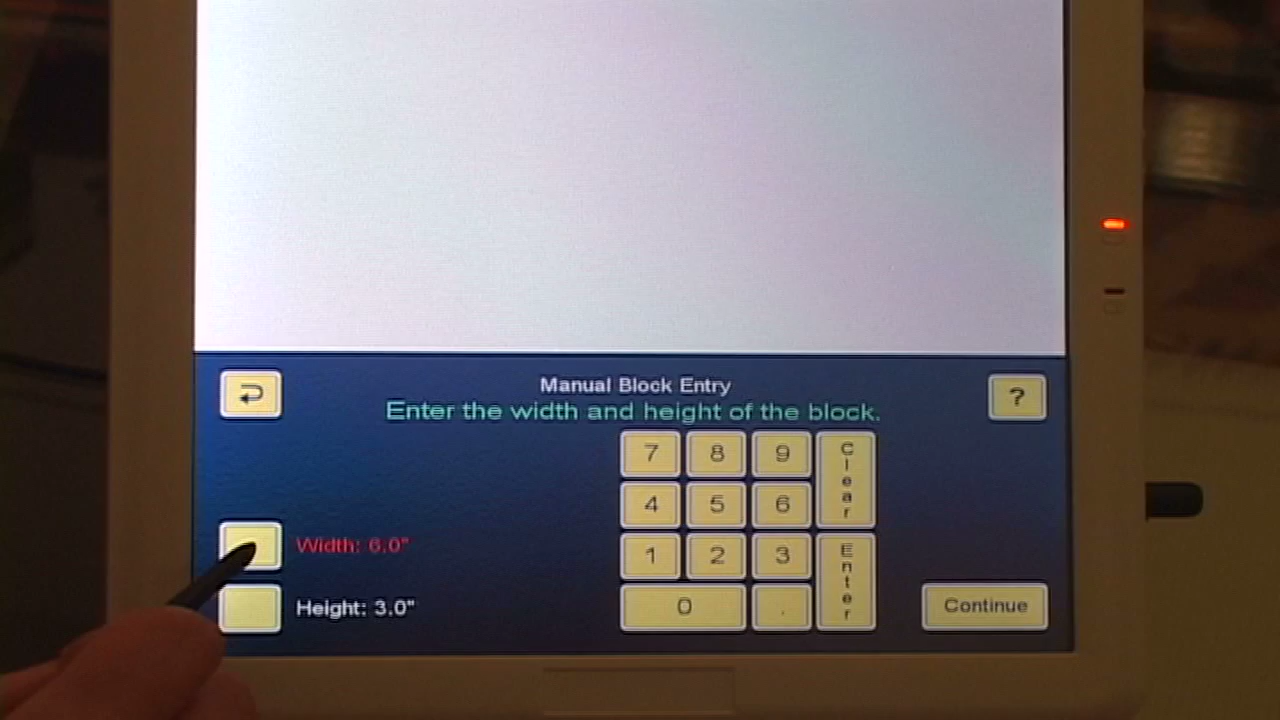 Manual Block Entry
?
Enter the width and height of the block.
7 8 9 Clear
4 5 6
Width: 6.0"
1 2 3 Enter
Height: 3.0"
0 .
Continue